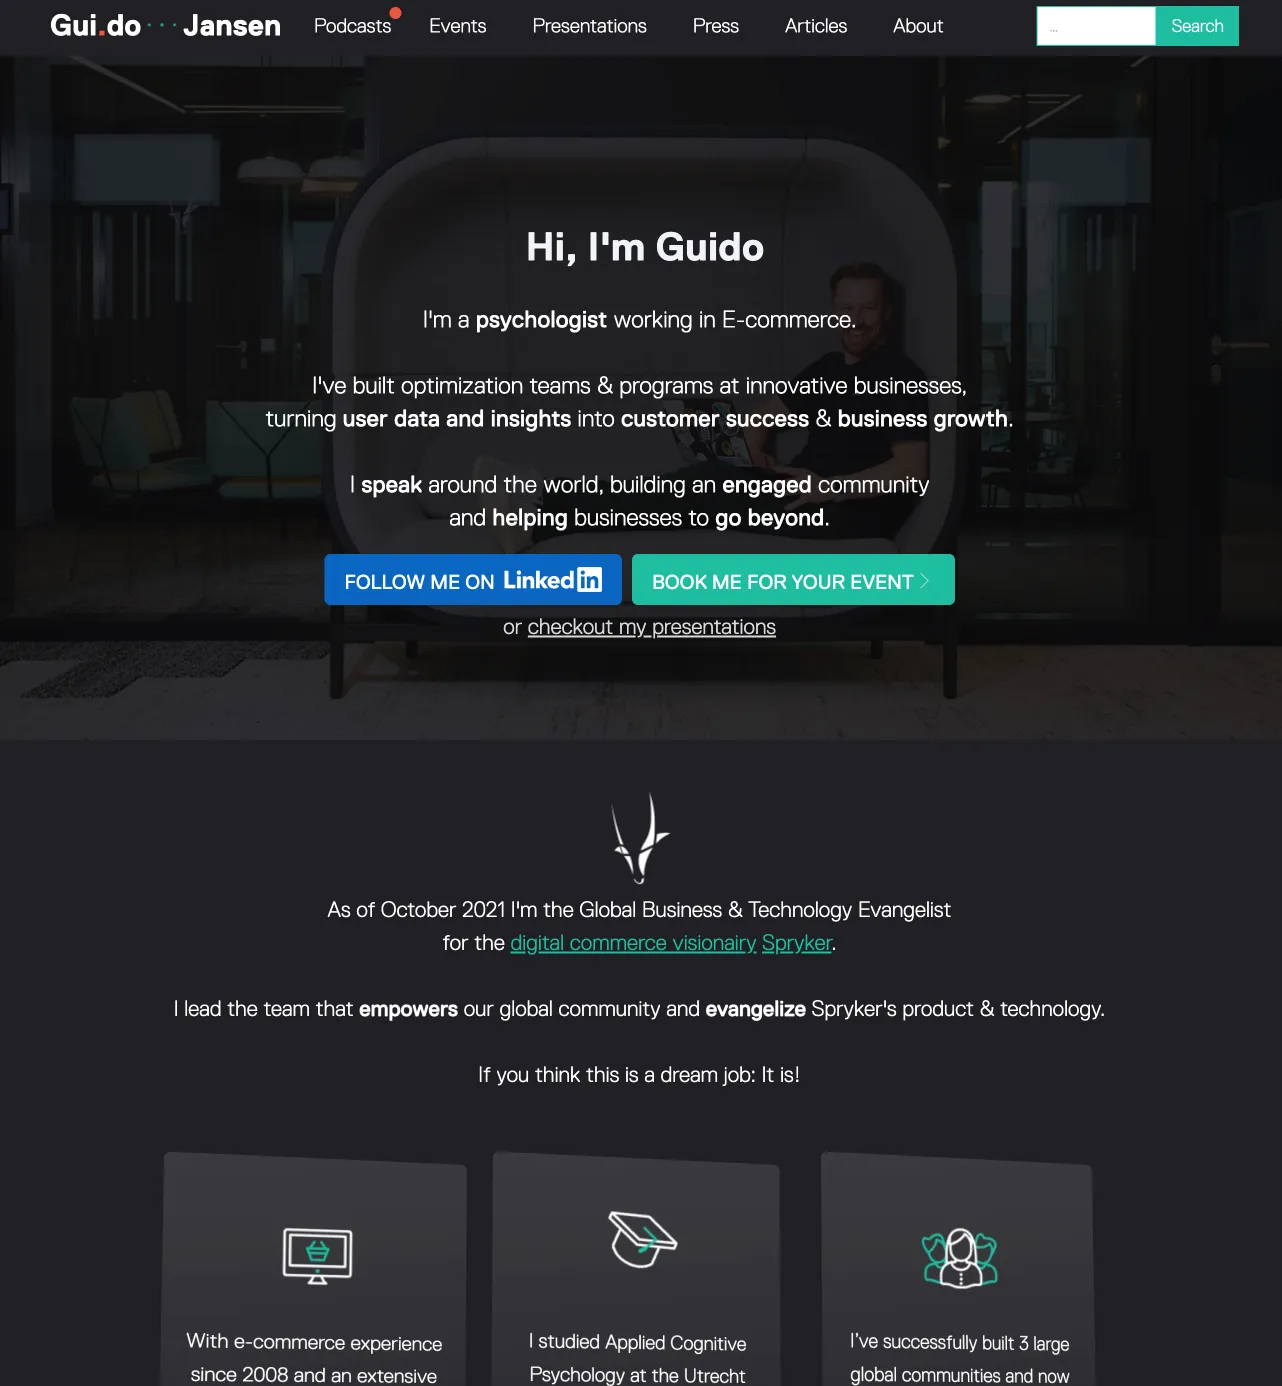 Gui.do ··· Jansen Podcasts Events Presentations Press Articles About ... Search
Hi, I'm Guido
I'm a psychologist working in E-commerce.
I've built optimization teams & programs at innovative businesses,
turning user data and insights into customer success & business growth.
I speak around the world, building an engaged community
and helping businesses to go beyond.
FOLLOW ME ON LinkedIn
BOOK ME FOR YOUR EVENT
or checkout my presentations
As of October 2021 I'm the Global Business & Technology Evangelist
for the digital commerce visionairy Spryker.
I lead the team that empowers our global community and evangelize Spryker's product & technology.
If you think this is a dream job: It is!
With e-commerce experience
since 2008 and an extensive
I studied Applied Cognitive
Psychology at the Utrecht
I've successfully built 3 large
global communities and now